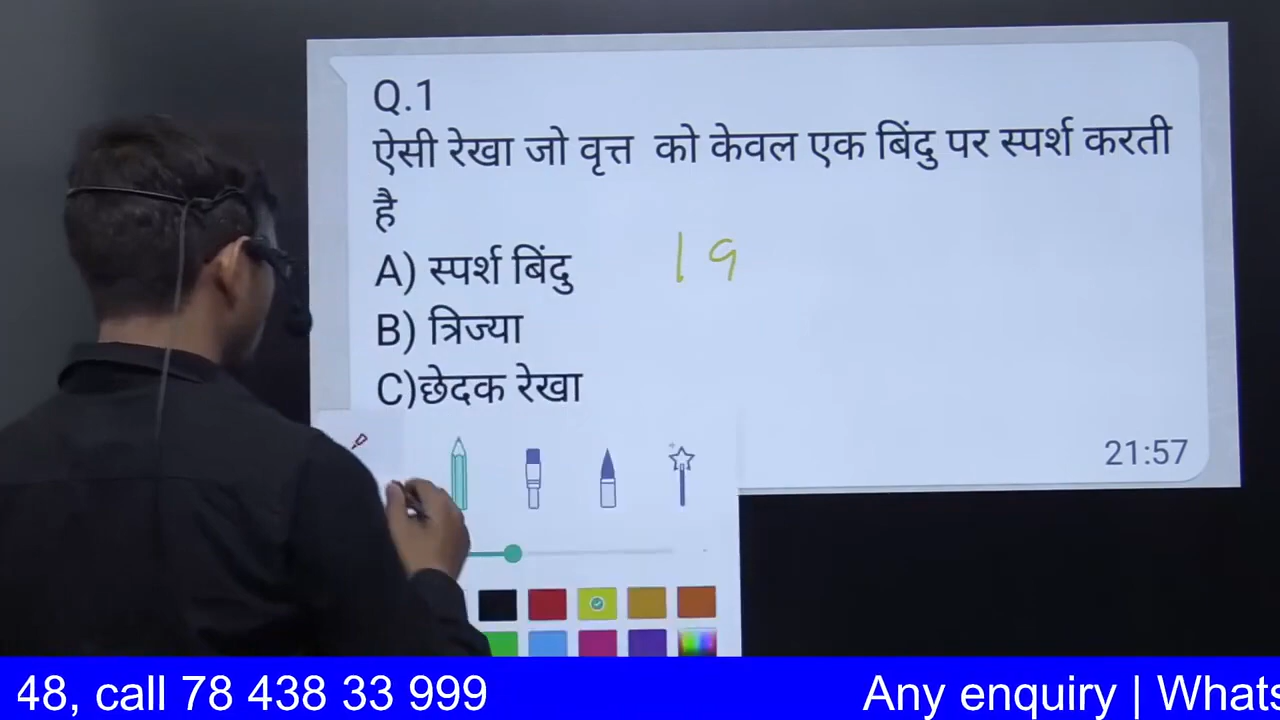 Q.1
ऐसी रेखा जो वृत्त को केवल एक बिंदु पर स्पर्श करती
है
A) स्पर्श बिंदु
19
B) त्रिज्या
C)छेदक रेखा
21:57
48, call 78 438 33 999
Any enquiry | Whats